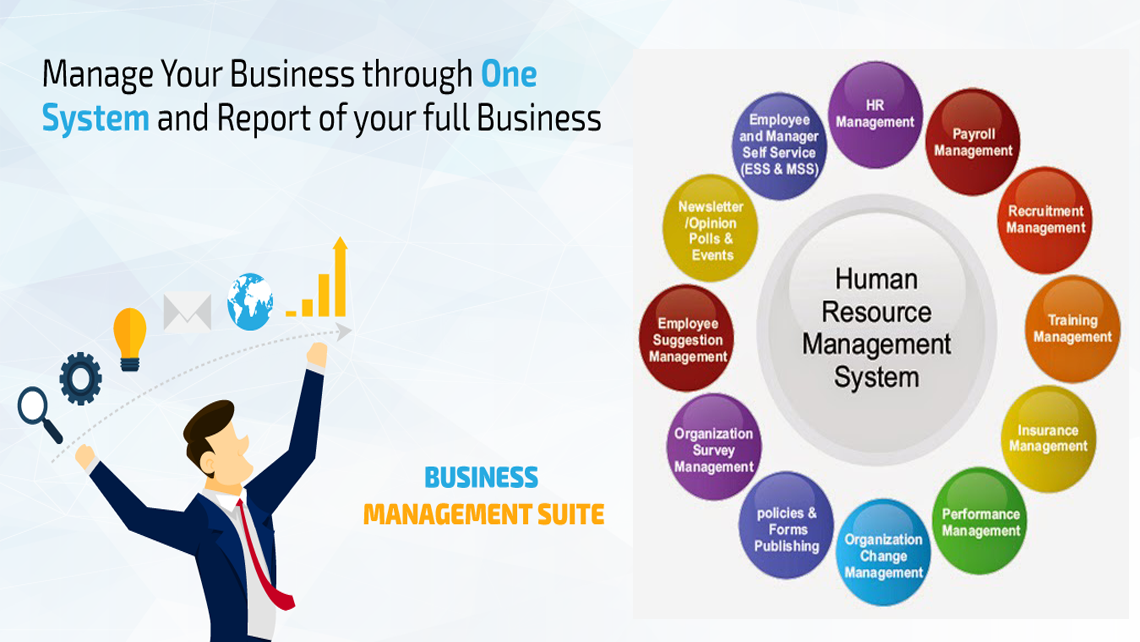 Manage Your Business through One
System and Report of your full Business
BUSINESS
MANAGEMENT SUITE
Human
Resource
Management
System
HR
Management
Payroll
Management
Recruitment
Management
Training
Management
Insurance
Management
Performance
Management
Organization
Change
Management
policies &
Forms
Publishing
Organization
Survey
Management
Employee
Suggestion
Management
Newsletter
/Opinion
Polls &
Events
Employee
and Manager
Self Service
(ESS & MSS)